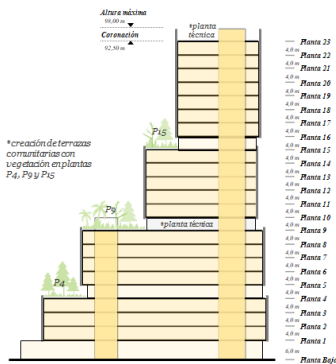 Altura máxima
98,00 m
Coronación
92,50 m
*planta
técnica
Planta 23
4,0 m
Planta 22
4,0 m
Planta 21
4,0 m
Planta 20
4,0 m
Planta 19
4,0 m
Planta 18
4,0 m
Planta 17
4,0 m
Planta 16
4,0 m
Planta 15
4,0 m
Planta 14
4,0 m
Planta 13
4,0 m
Planta 12
4,0 m
Planta 11
4,0 m
Planta 10
4,0 m
Planta 9
4,0 m
Planta 8
4,0 m
Planta 7
4,0 m
Planta 6
4,0 m
Planta 5
4,0 m
Planta 4
4,0 m
Planta 3
4,0 m
Planta 2
4,0 m
Planta 1
6,0 m
Planta Baja
P15
*creación de terrazas
comunitarias con
vegetación en plantas
P4, P9 y P15
P9
*planta técnica
P4